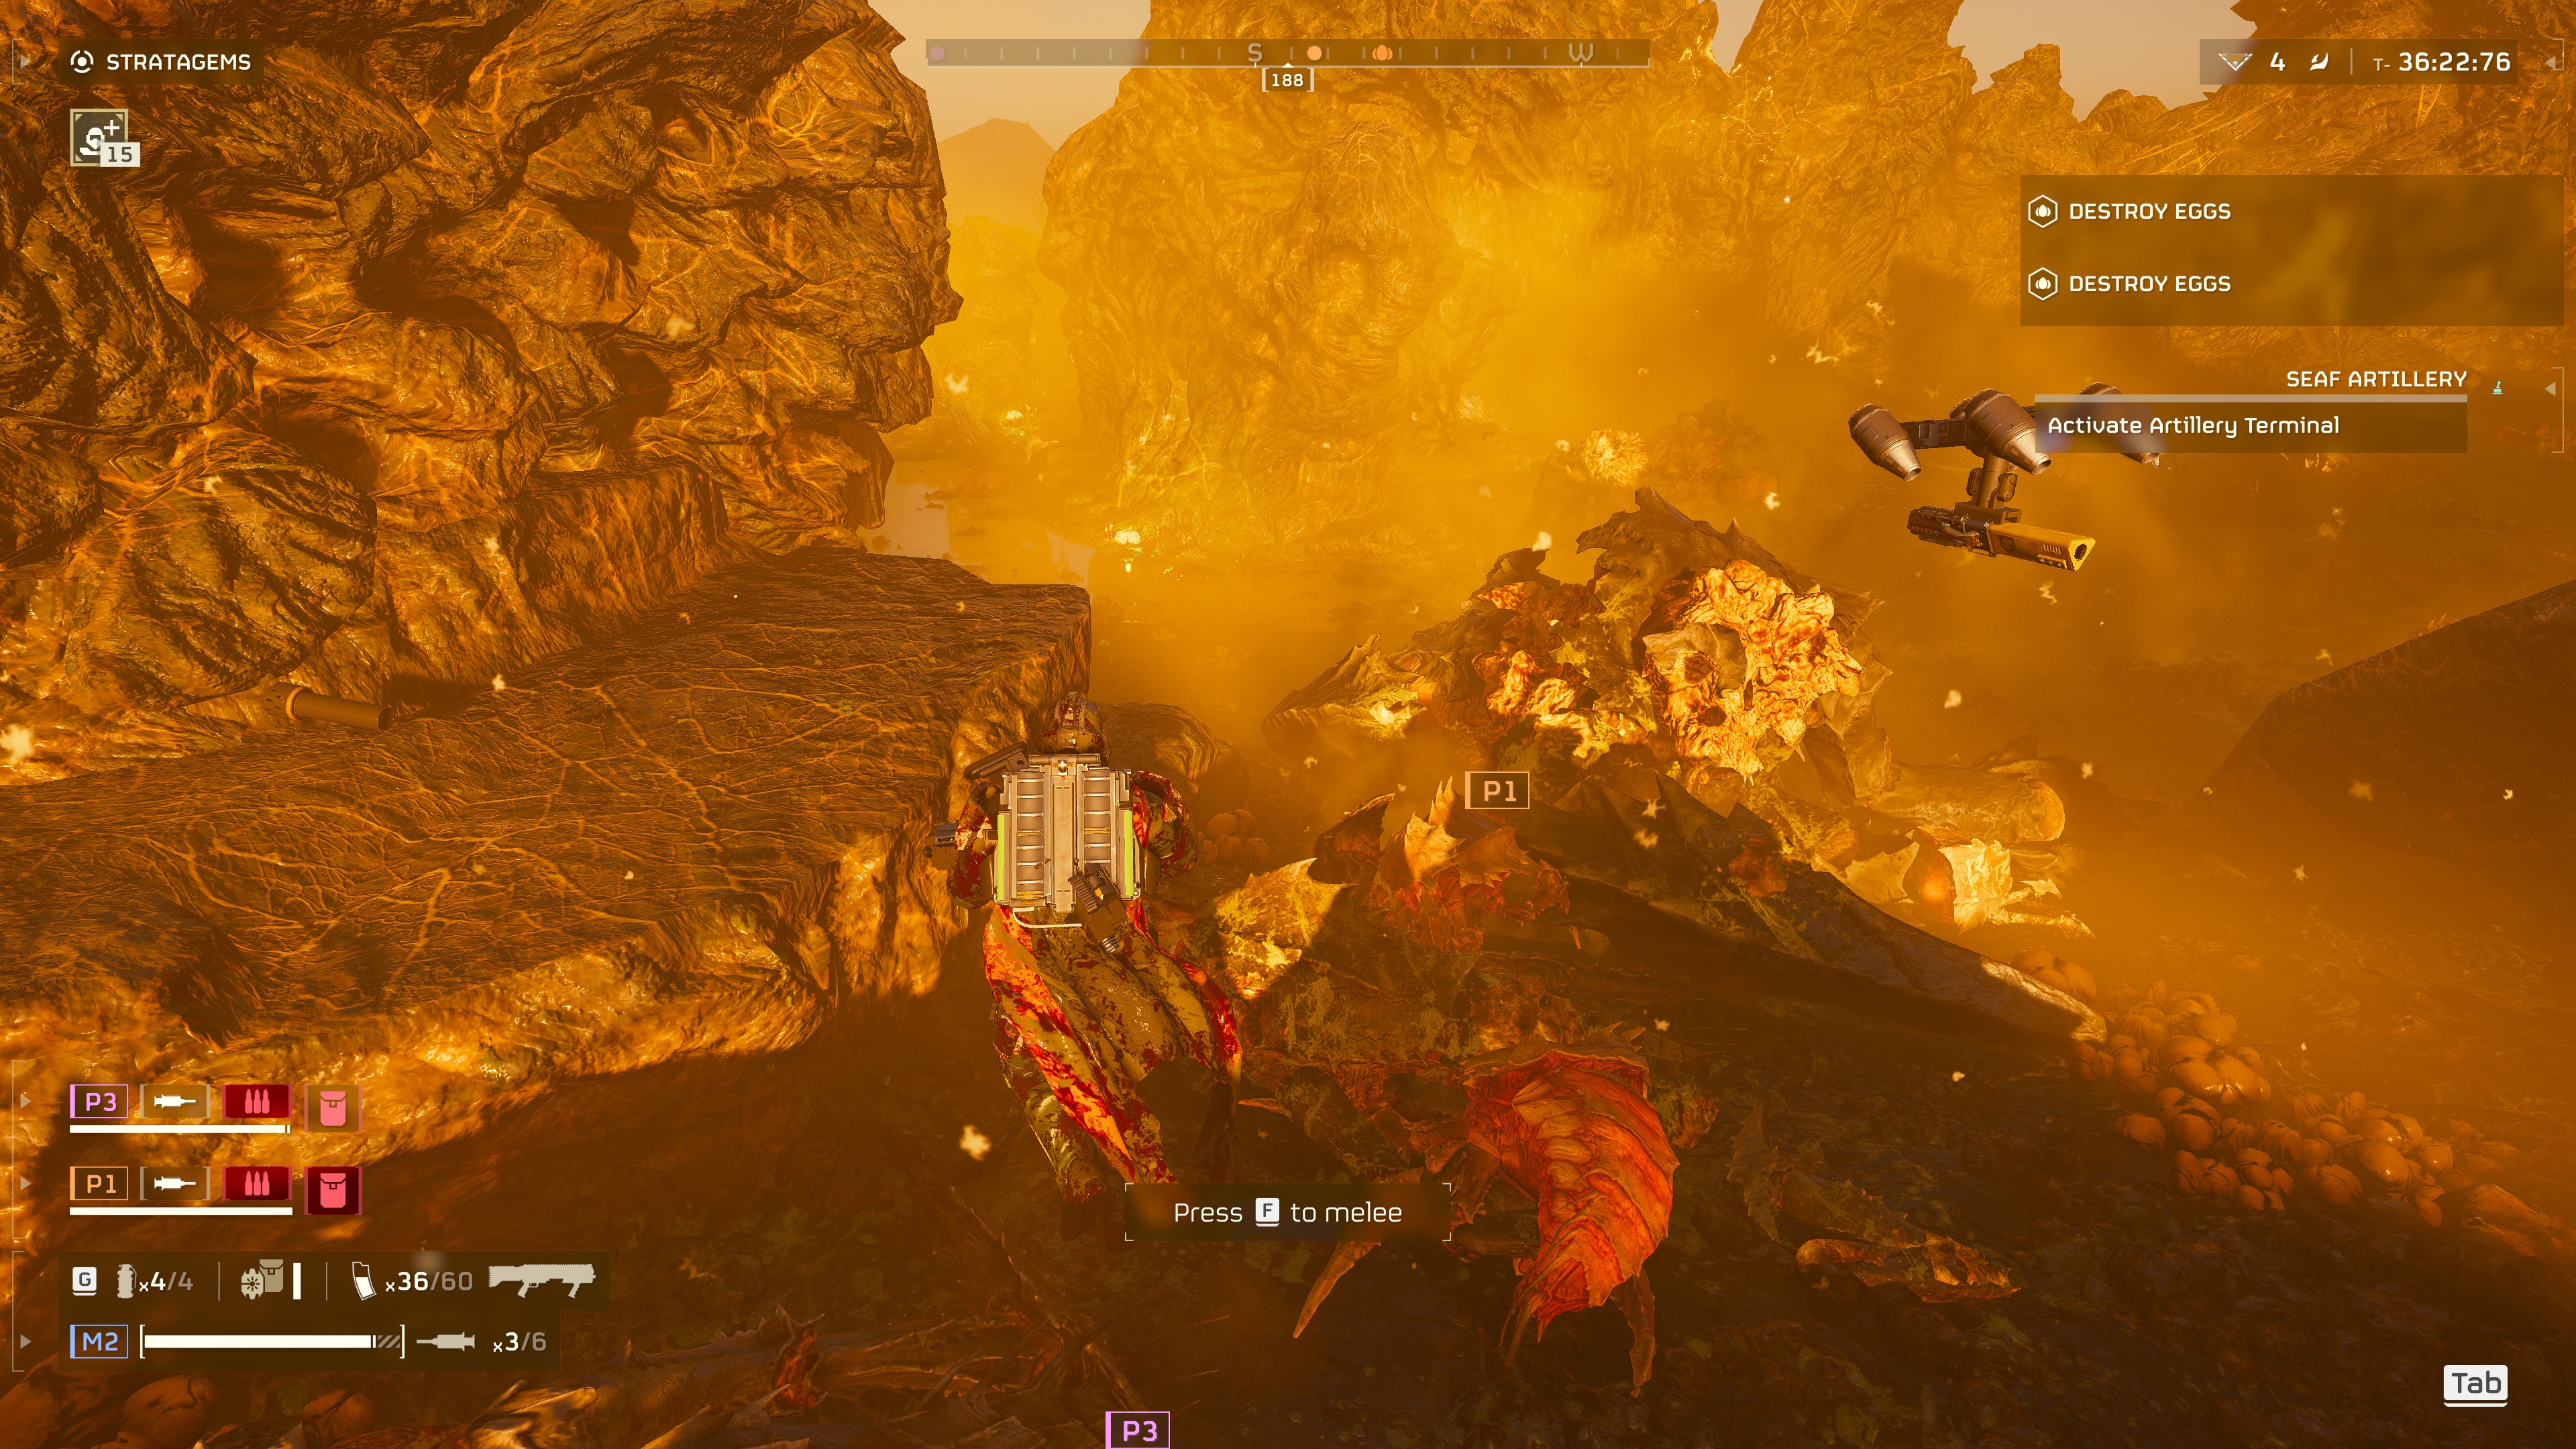 STRATAGEMS
15
S
W
188
4
T- 36:22:76
DESTROY EGGS
DESTROY EGGS
SEAF ARTILLERY
Activate Artillery Terminal
P1
P3
P1
Press F to melee
G x4/4 x36/60
M2 x3/6
Tab
P3